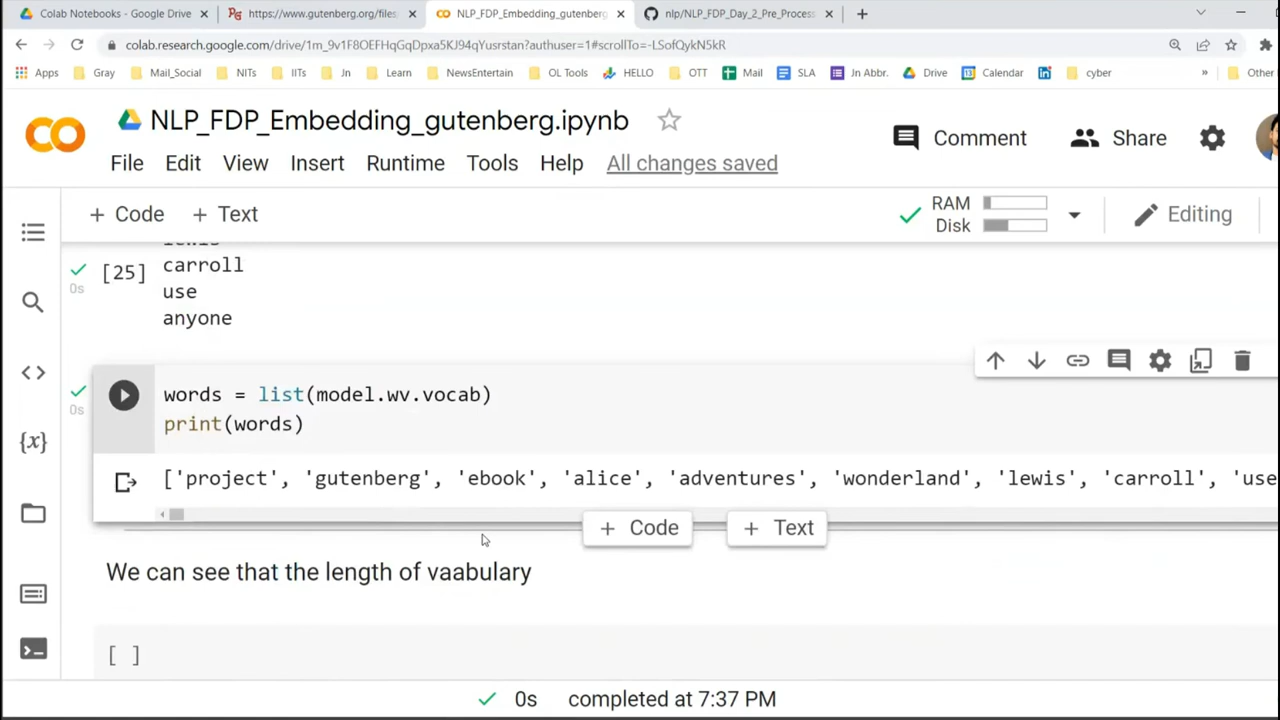 Colab Notebooks - Google Drive
https://www.gutenberg.org/files
NLP_FDP_Embedding_gutenberg
nlp/NLP_FDP_Day_2_Pre_Process
colab.research.google.com/drive/1m_9v1F8OEFHqGqDpxa5KJ94qYusrstan?authuser=1#scrollTo=-LSofQykN5kR
Apps Gray Mail_Social NITs IITs Jn Learn NewsEntertain OL Tools HELLO OTT Mail SLA Jn Abbr. Drive Calendar cyber » Other
NLP_FDP_Embedding_gutenberg.ipynb
Comment Share
File Edit View Insert Runtime Tools Help All changes saved
+ Code + Text
RAM
Disk
Editing
lewis
[25] carroll
0s
use
anyone
words = list(model.wv.vocab)
0s
print(words)
['project', 'gutenberg', 'ebook', 'alice', 'adventures', 'wonderland', 'lewis', 'carroll', 'use
+ Code + Text
We can see that the length of vaabulary
[ ]
0s completed at 7:37 PM